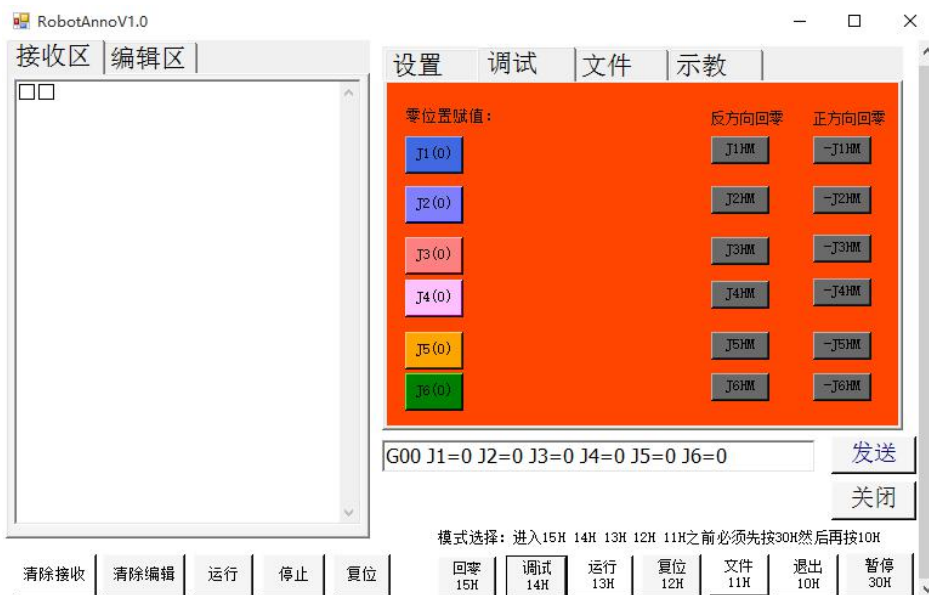 RobotAnnoV1.0
接收区 编辑区
设置 调试 文件 示教
零位置赋值： 反方向回零 正方向回零
J1(0) J1HM -J1HM
J2(0) J2HM -J2HM
J3(0) J3HM -J3HM
J4(0) J4HM -J4HM
J5(0) J5HM -J5HM
J6(0) J6HM -J6HM
G00 J1=0 J2=0 J3=0 J4=0 J5=0 J6=0 发送
关闭
模式选择：进入15H 14H 13H 12H 11H之前必须先按30H然后再按10H
清除接收 清除编辑 运行 停止 复位
回零 调试 运行 复位 文件 退出 暂停
15H 14H 13H 12H 11H 10H 30H